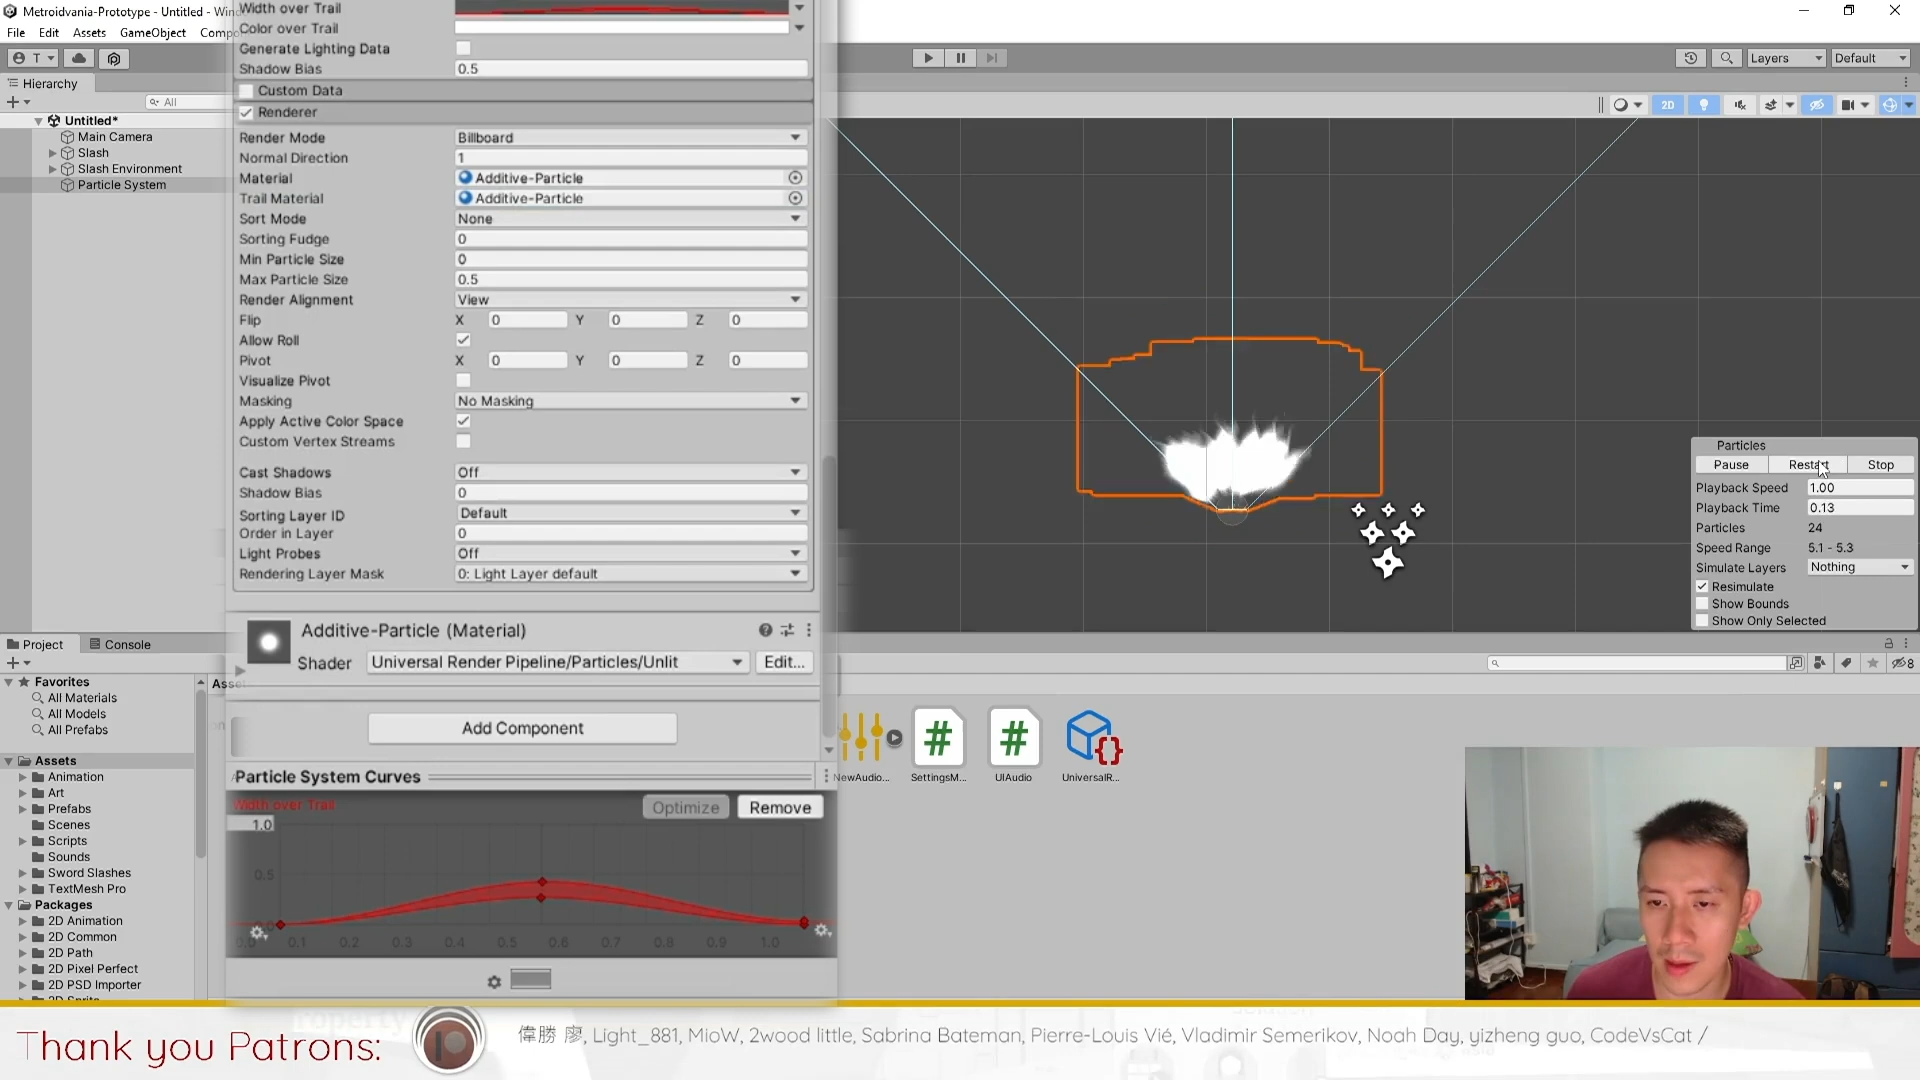 Metroidvania-Prototype - Untitled - Win
File Edit Assets GameObject Compo
T
Layers
Default
Hierarchy
All
2D
Untitled*
Main Camera
Slash
Slash Environment
Particle System
Width over Trail
Color over Trail
Generate Lighting Data
Shadow Bias 0.5
Custom Data
Renderer
Render Mode Billboard
Normal Direction 1
Material Additive-Particle
Trail Material Additive-Particle
Sort Mode None
Sorting Fudge 0
Min Particle Size 0
Max Particle Size 0.5
Render Alignment View
Flip X 0 Y 0 Z 0
Allow Roll
Pivot X 0 Y 0 Z 0
Visualize Pivot
Masking No Masking
Apply Active Color Space
Custom Vertex Streams
Cast Shadows Off
Shadow Bias 0
Sorting Layer ID Default
Order in Layer 0
Light Probes Off
Rendering Layer Mask 0: Light Layer default
Additive-Particle (Material)
Shader Universal Render Pipeline/Particles/Unlit Edit...
Add Component
Particle System Curves
Width over Trail
Optimize Remove
1.0
0.5
0.0
0.0 0.1 0.2 0.3 0.4 0.5 0.6 0.7 0.8 0.9 1.0
Particles
Pause Restart Stop
Playback Speed 1.00
Playback Time 0.13
Particles 24
Speed Range 5.1 - 5.3
Simulate Layers Nothing
Resimulate
Show Bounds
Show Only Selected
Project Console
8
Favorites
All Materials
All Models
All Prefabs
Asse
Assets
Animation
Art
Prefabs
Scenes
Scripts
Sounds
Sword Slashes
TextMesh Pro
Packages
2D Animation
2D Common
2D Path
2D Pixel Perfect
2D PSD Importer
2D Sprite
NewAudio... SettingsM... UIAudio UniversalR...
Thank you Patrons:
偉勝 廖, Light_881, MioW, 2wood little, Sabrina Bateman, Pierre-Louis Vié, Vladimir Semerikov, Noah Day, yizheng guo, CodeVsCat /